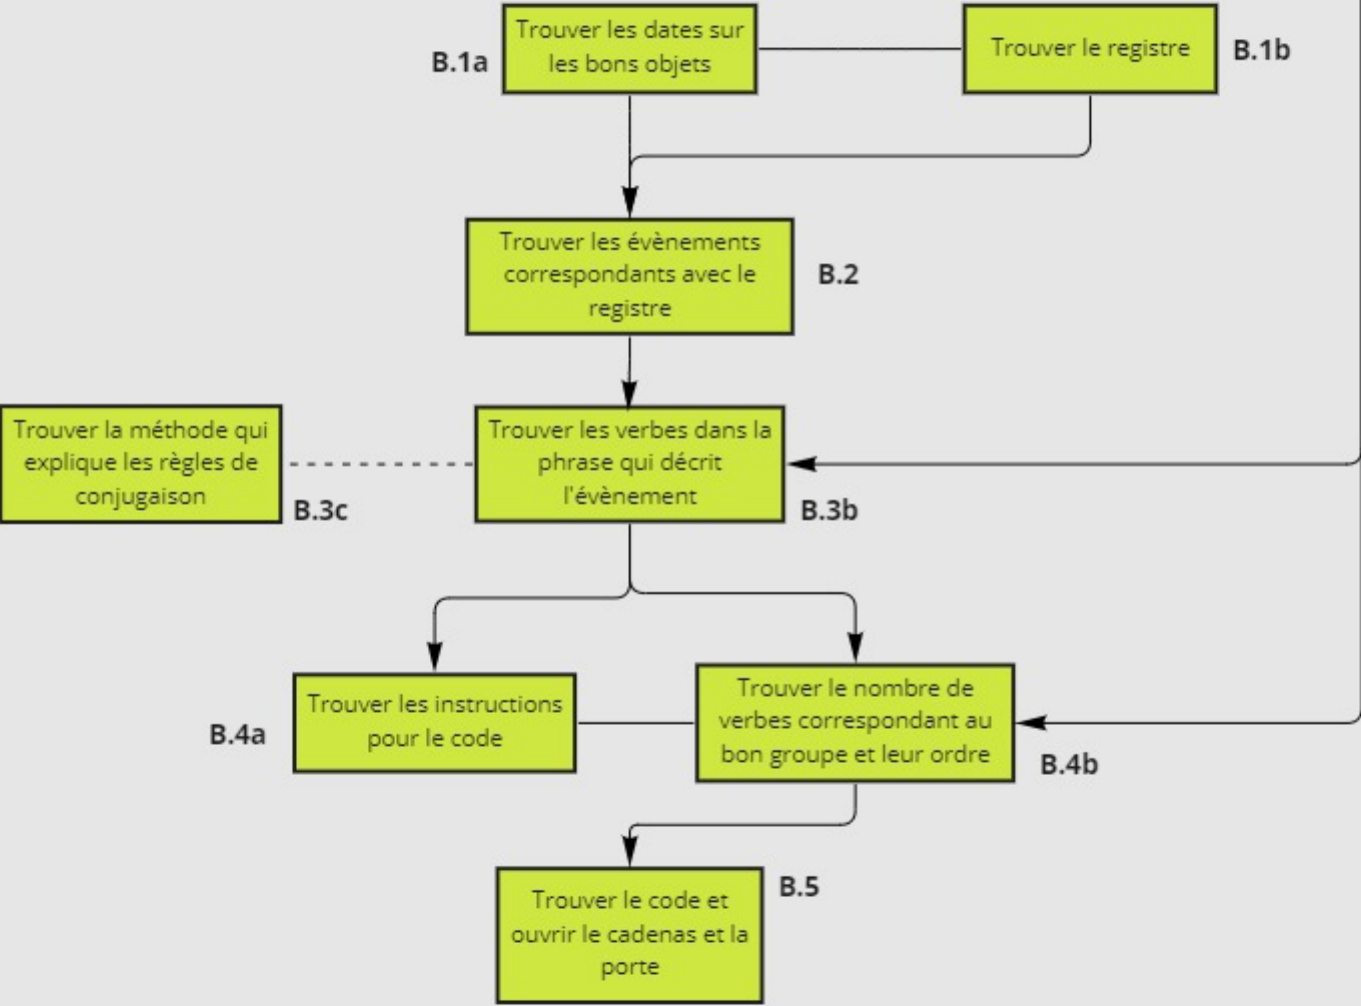 B.1a
Trouver les dates sur
les bons objets
Trouver le registre
B.1b
Trouver les évènements
correspondants avec le
registre
B.2
Trouver la méthode qui
explique les règles de
conjugaison
B.3c
Trouver les verbes dans la
phrase qui décrit
l'évènement
B.3b
B.4a
Trouver les instructions
pour le code
Trouver le nombre de
verbes correspondant au
bon groupe et leur ordre
B.4b
Trouver le code et
ouvrir le cadenas et la
porte
B.5